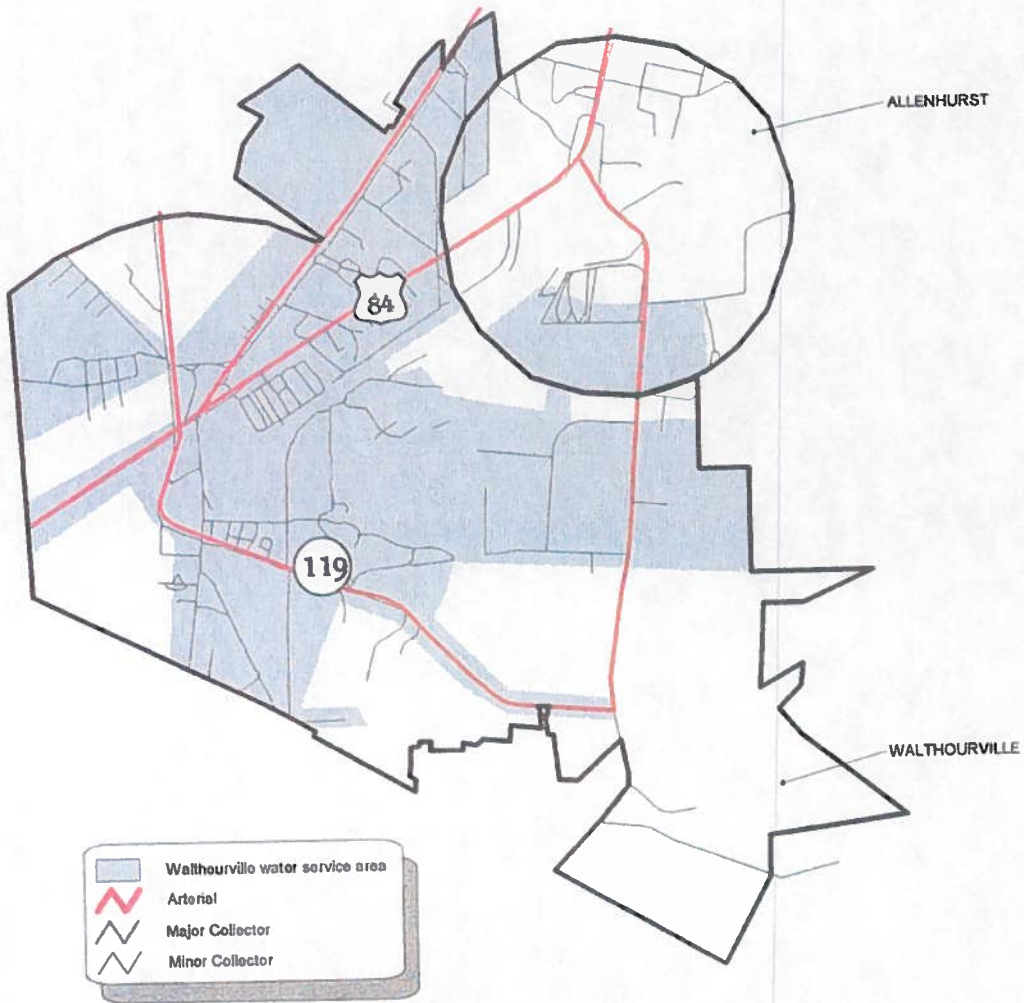 ALLENHURST
84
119
WALTHOURVILLE
Walthourville water service area
Arterial
Major Collector
Minor Collector